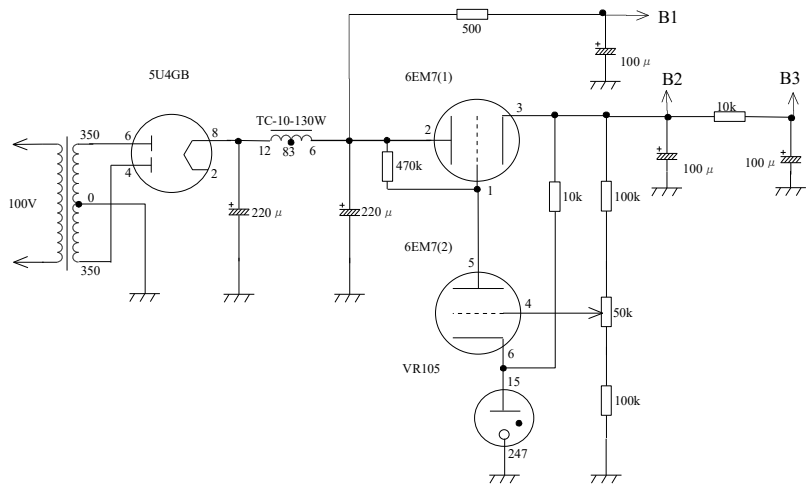 B1
500
+
100 μ
5U4GB
6EM7(1)
B2
B3
350
6
8
TC-10-130W
2
3
10k
12
83
6
4
2
470k
+
100 μ
+
100 μ
0
1
100V
+
220 μ
+
220 μ
10k
100k
6EM7(2)
350
5
4
50k
6
VR105
15
100k
247